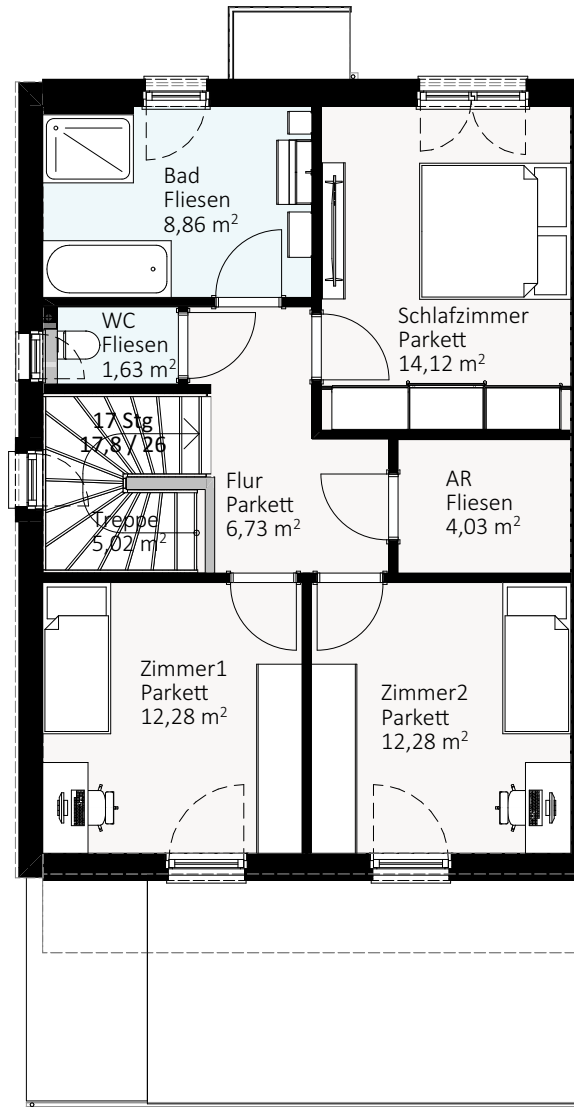 Bad
Fliesen
8,86 m²
WC
Fliesen
1,63 m²
Schlafzimmer
Parkett
14,12 m²
17 Stg
17,8 / 26
Treppe
5,02 m²
Flur
Parkett
6,73 m²
AR
Fliesen
4,03 m²
Zimmer1
Parkett
12,28 m²
Zimmer2
Parkett
12,28 m²